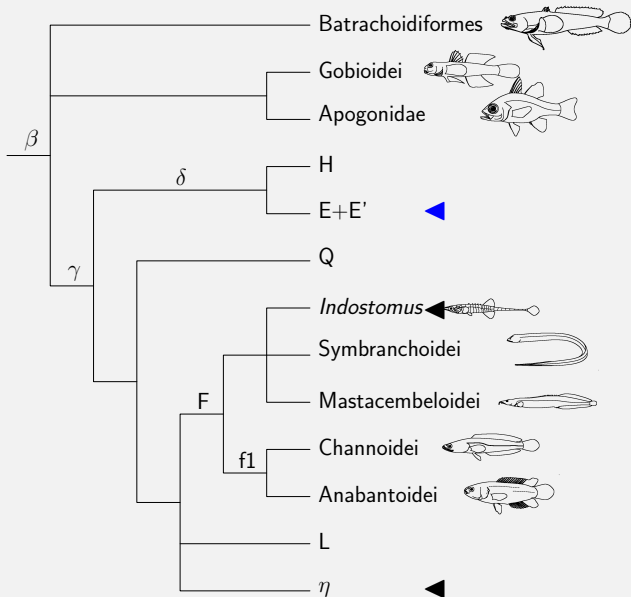 Batrachoidiformes
Gobioidei
Apogonidae
β
H
δ
E+E'
Q
γ
Indostomus
Symbranchoidei
Mastacembeloidei
F
Channoidei
f1
Anabantoidei
L
η